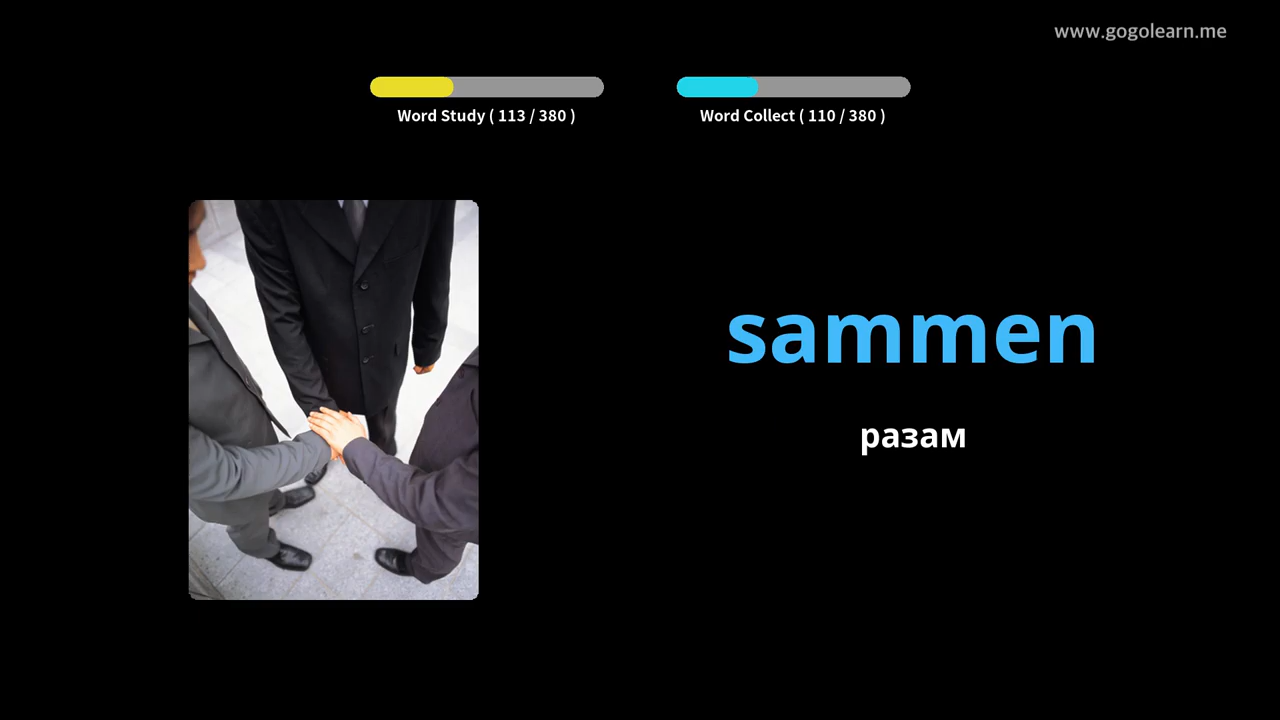 www.gogolearn.me
Word Study ( 113 / 380 )
Word Collect ( 110 / 380 )
sammen
разам